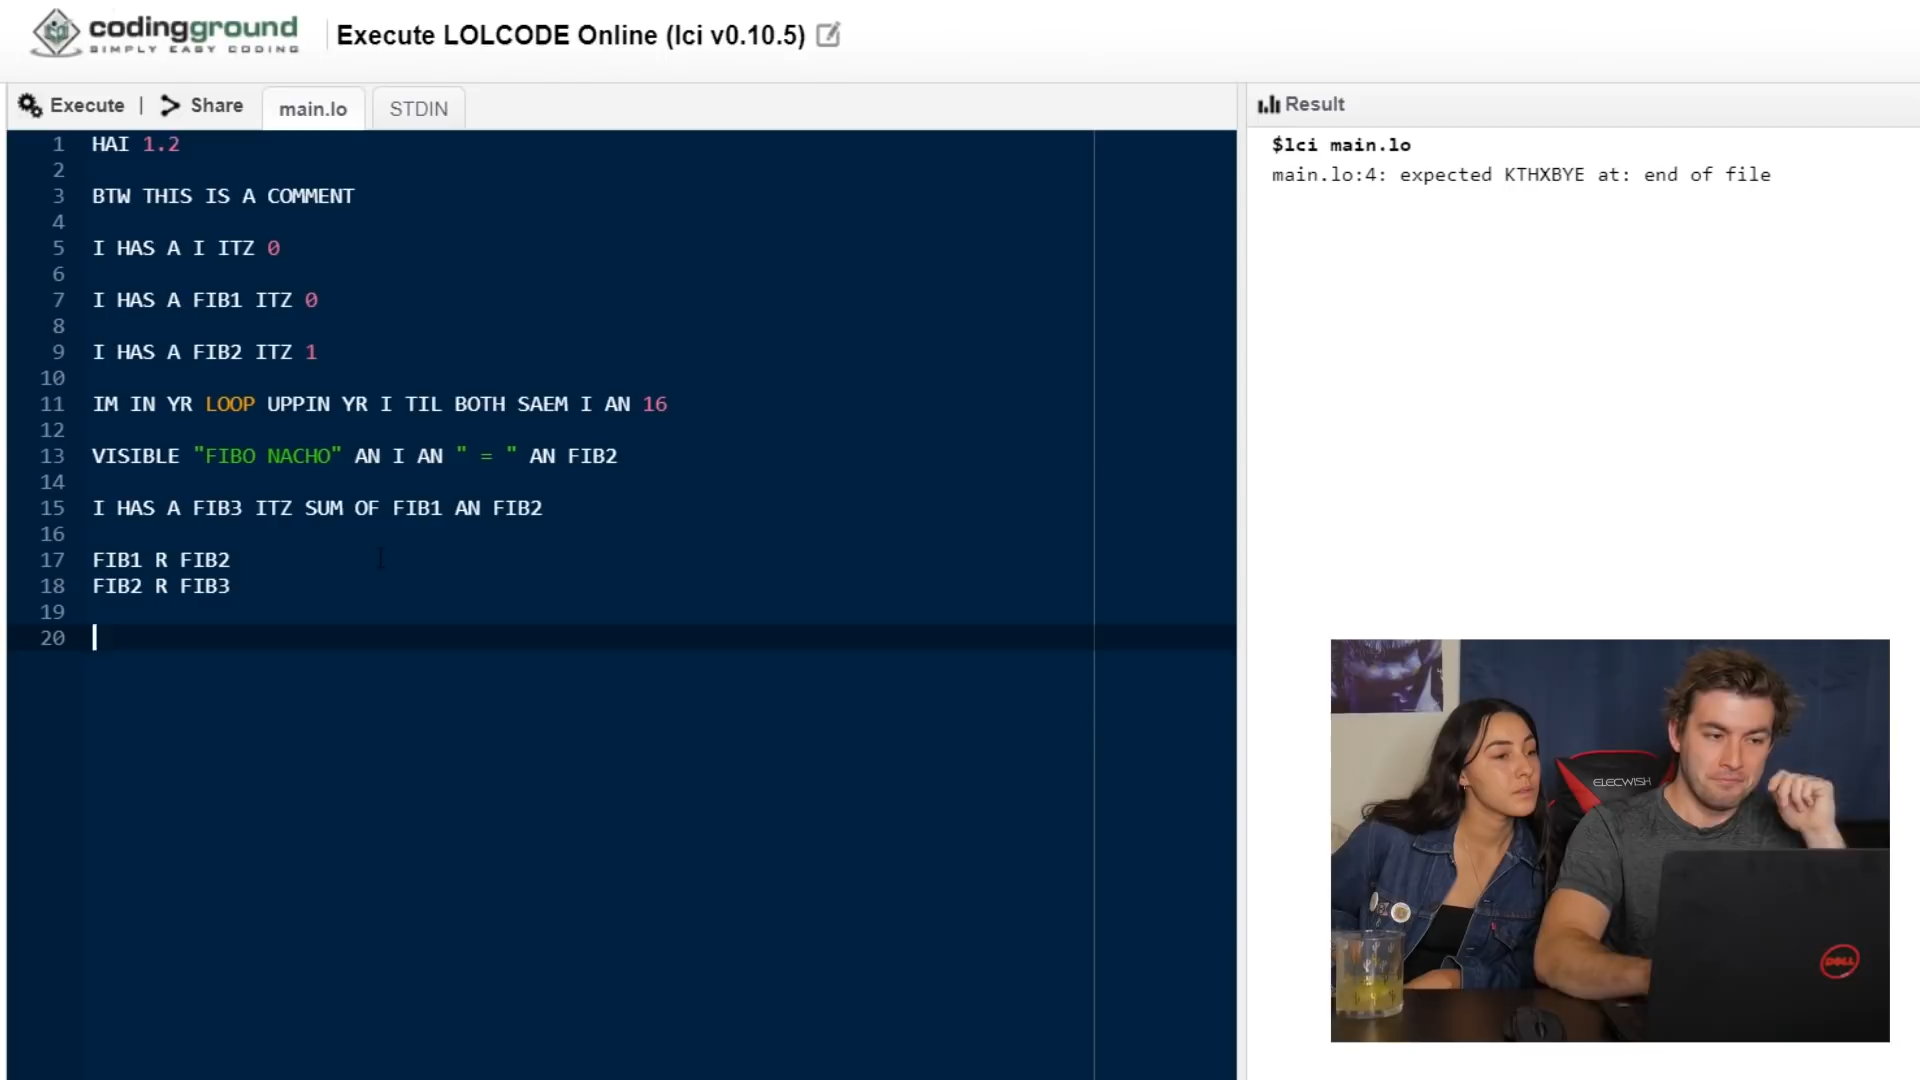 codingground
SIMPLY EASY CODING
Execute LOLCODE Online (lci v0.10.5)
Execute | Share main.lo STDIN
Result
1 HAI 1.2
2
3 BTW THIS IS A COMMENT
4
5 I HAS A I ITZ 0
6
7 I HAS A FIB1 ITZ 0
8
9 I HAS A FIB2 ITZ 1
10
11 IM IN YR LOOP UPPIN YR I TIL BOTH SAEM I AN 16
12
13 VISIBLE "FIBO NACHO" AN I AN " = " AN FIB2
14
15 I HAS A FIB3 ITZ SUM OF FIB1 AN FIB2
16
17 FIB1 R FIB2
18 FIB2 R FIB3
19
20
$lci main.lo
main.lo:4: expected KTHXBYE at: end of file
ELECWISH
DELL